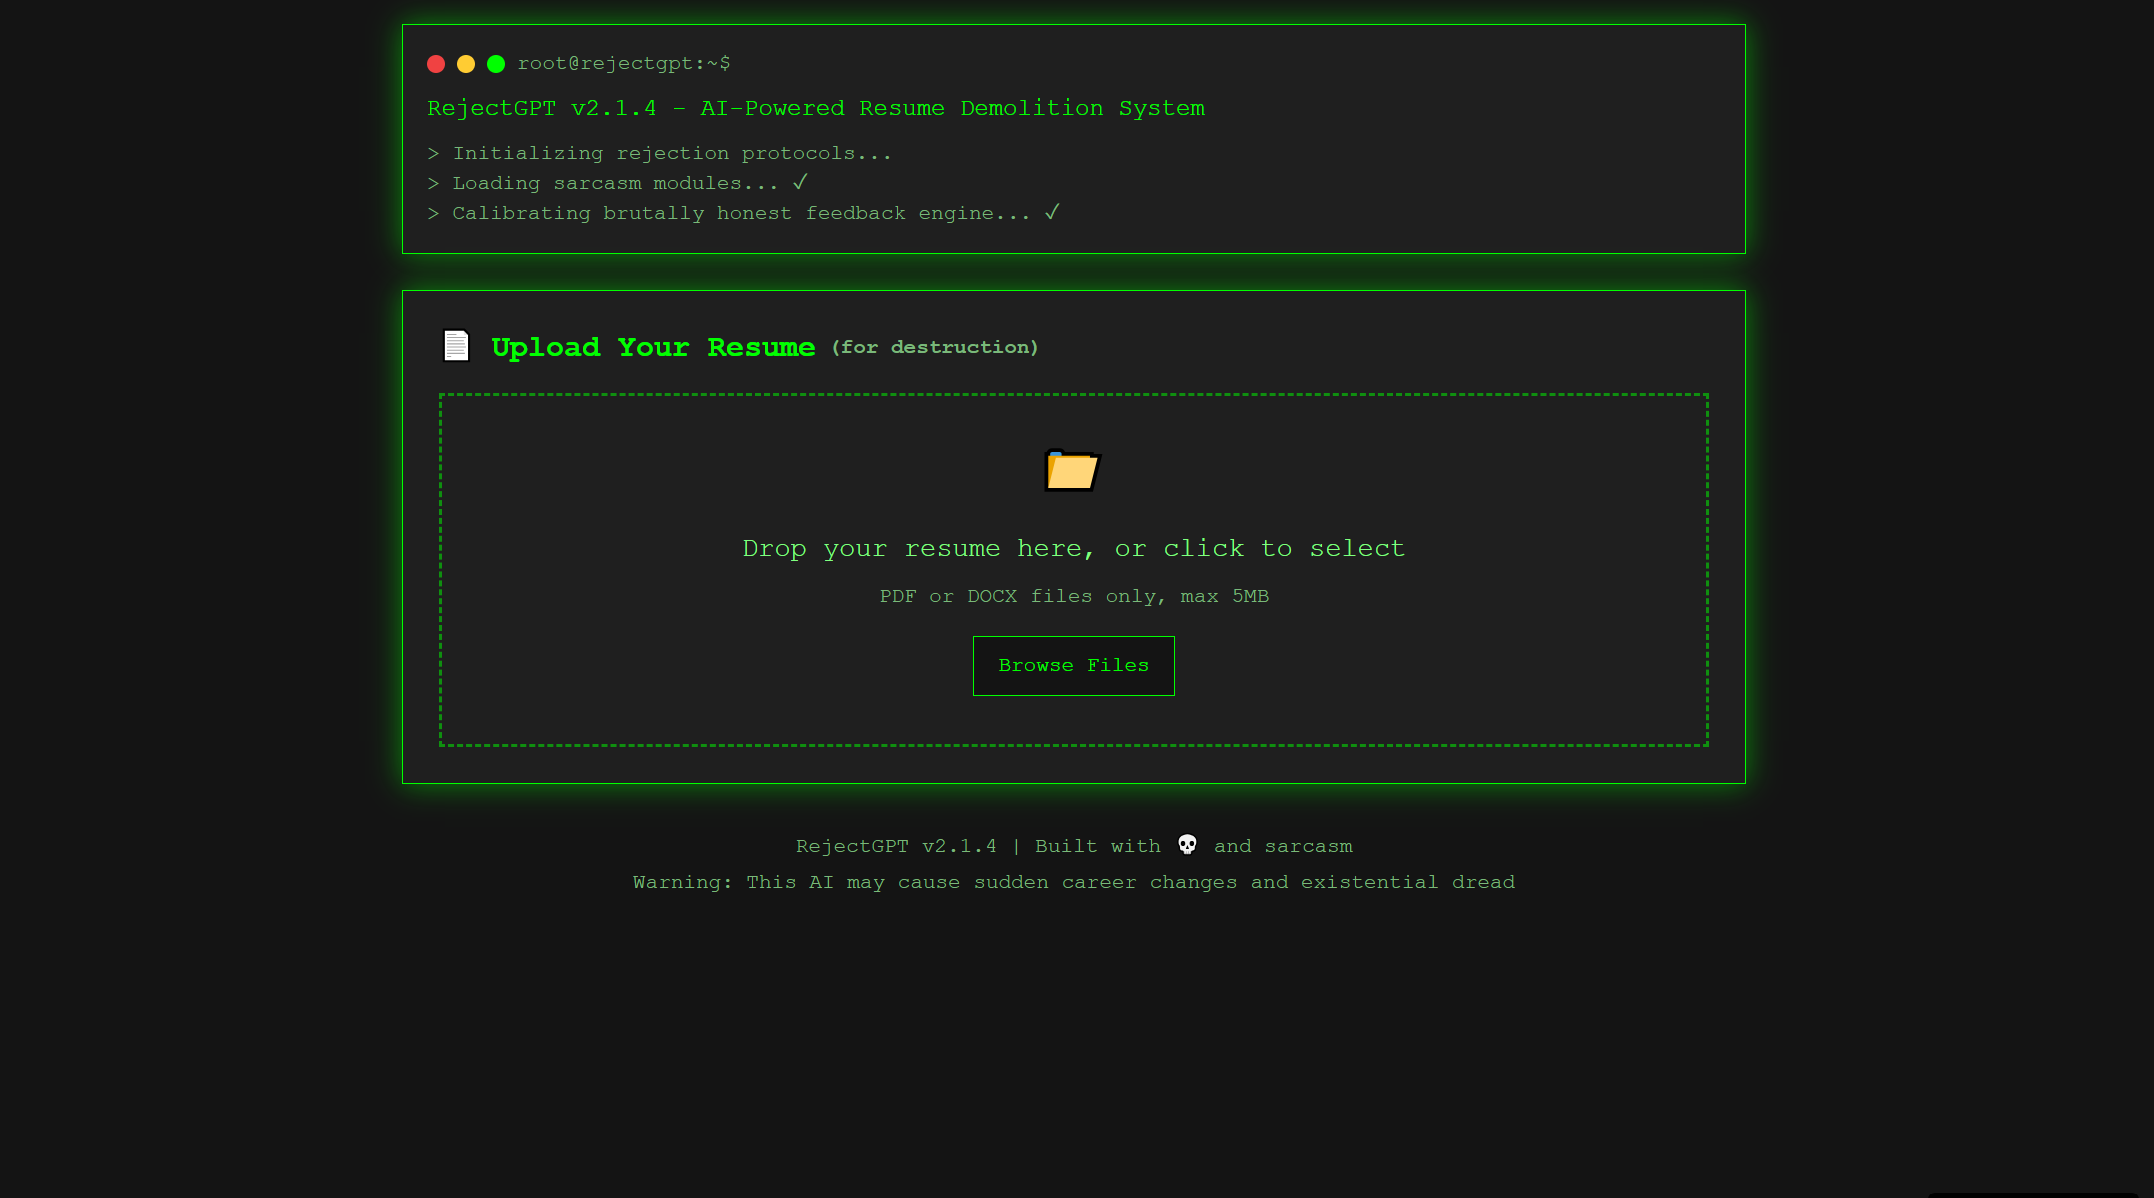 root@rejectgpt:~$
RejectGPT v2.1.4 - AI-Powered Resume Demolition System
> Initializing rejection protocols...
> Loading sarcasm modules... ✓
> Calibrating brutally honest feedback engine... ✓
📄 Upload Your Resume (for destruction)
Drop your resume here, or click to select
PDF or DOCX files only, max 5MB
Browse Files
RejectGPT v2.1.4 | Built with 💀 and sarcasm
Warning: This AI may cause sudden career changes and existential dread